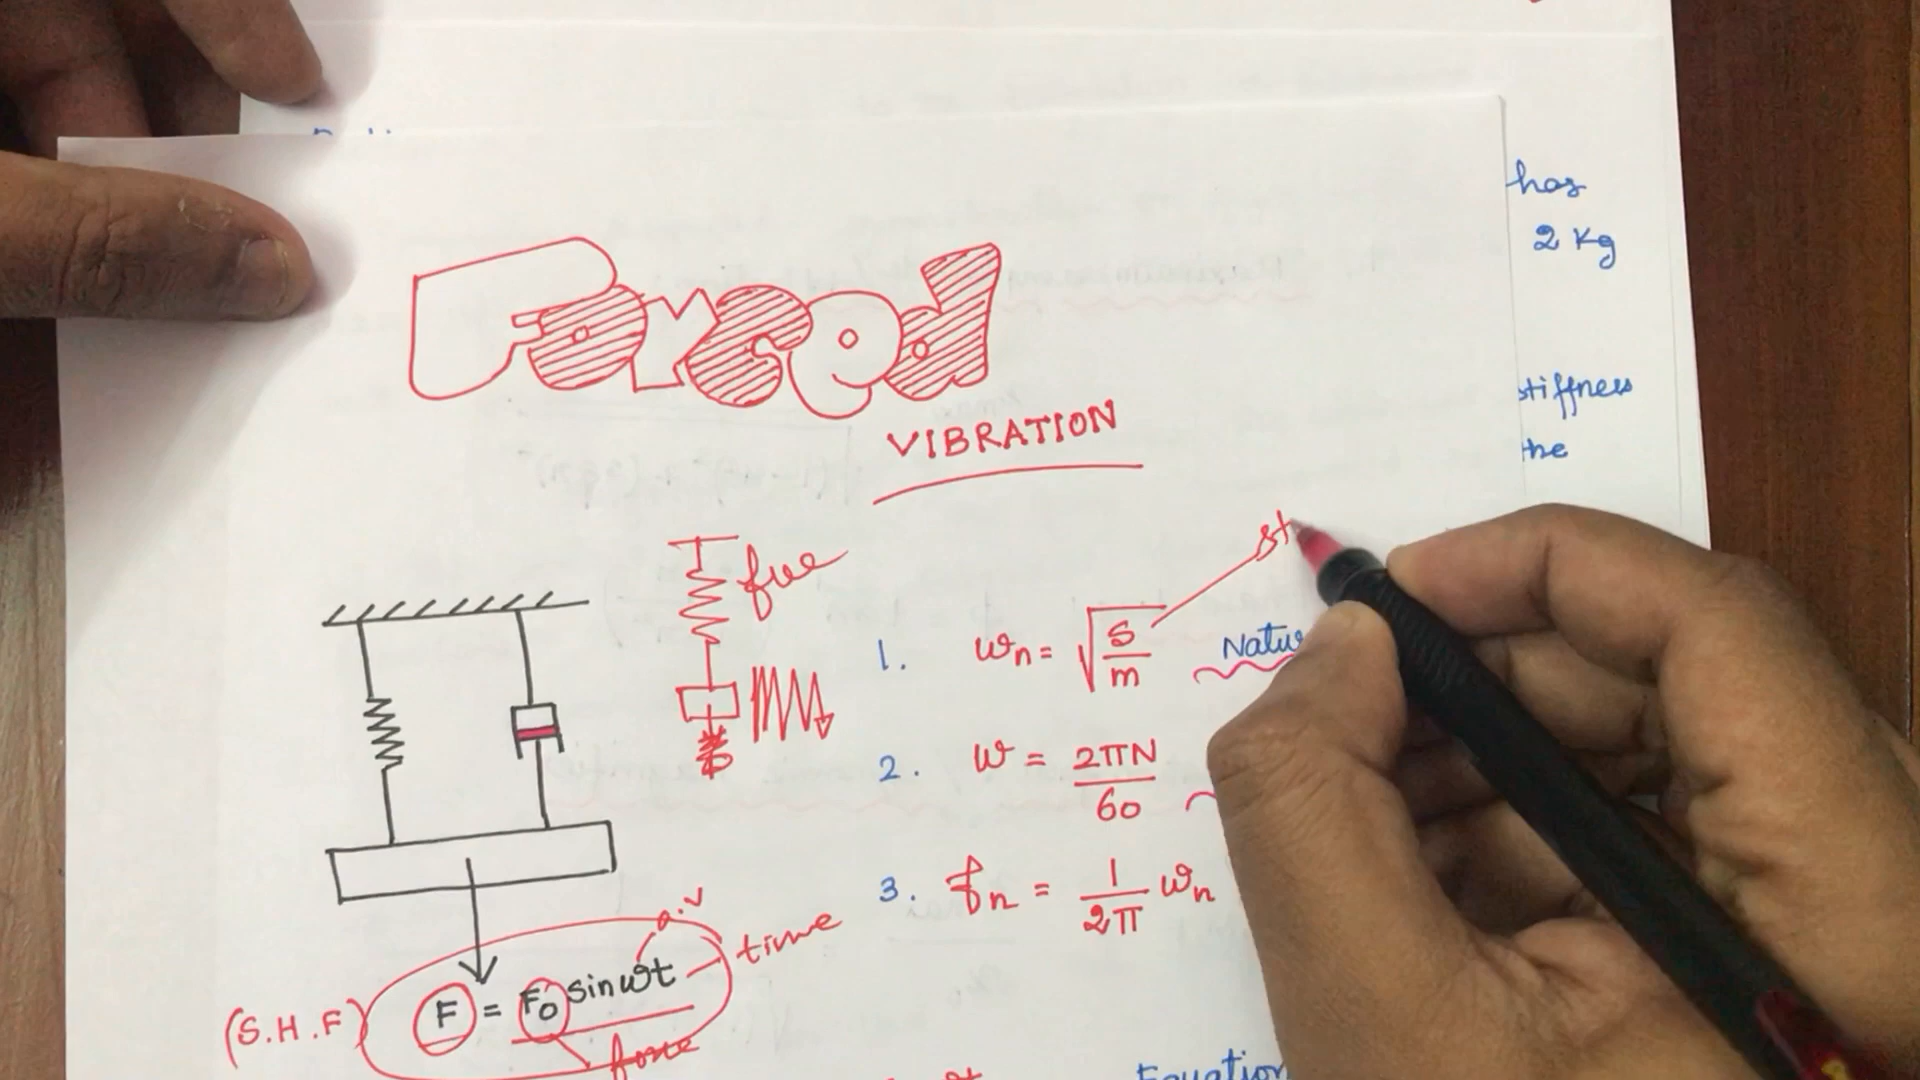 has
2 Kg
Forced
VIBRATION
stiffness
the
free
st
1. ωn = √(s/m)
2. ω = 2πN/60
3. fn = 1/2π ωn
a.v
time
(S.H.F) F = F₀ sin ωt
force
Equation